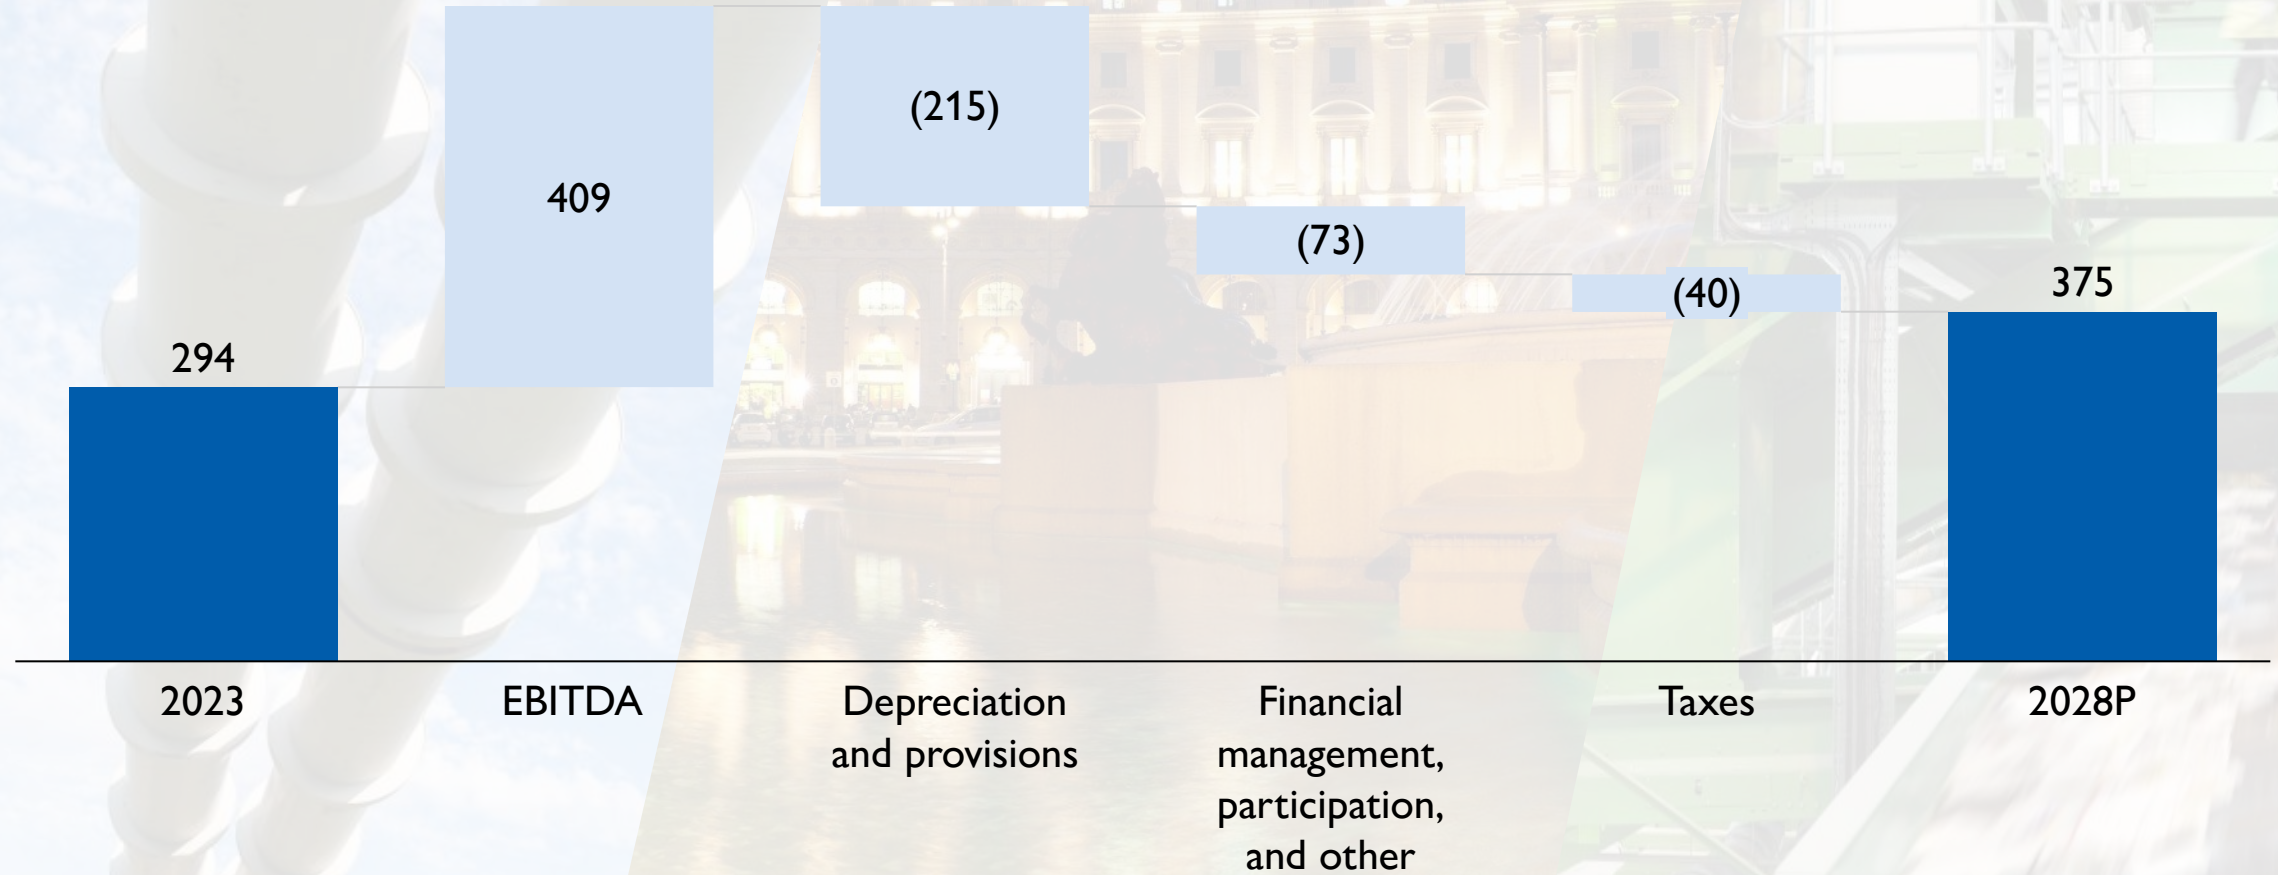 (215)
409
(73)
(40)
375
294
2023
EBITDA
Depreciation
and provisions
Financial
management,
participation,
and other
Taxes
2028P